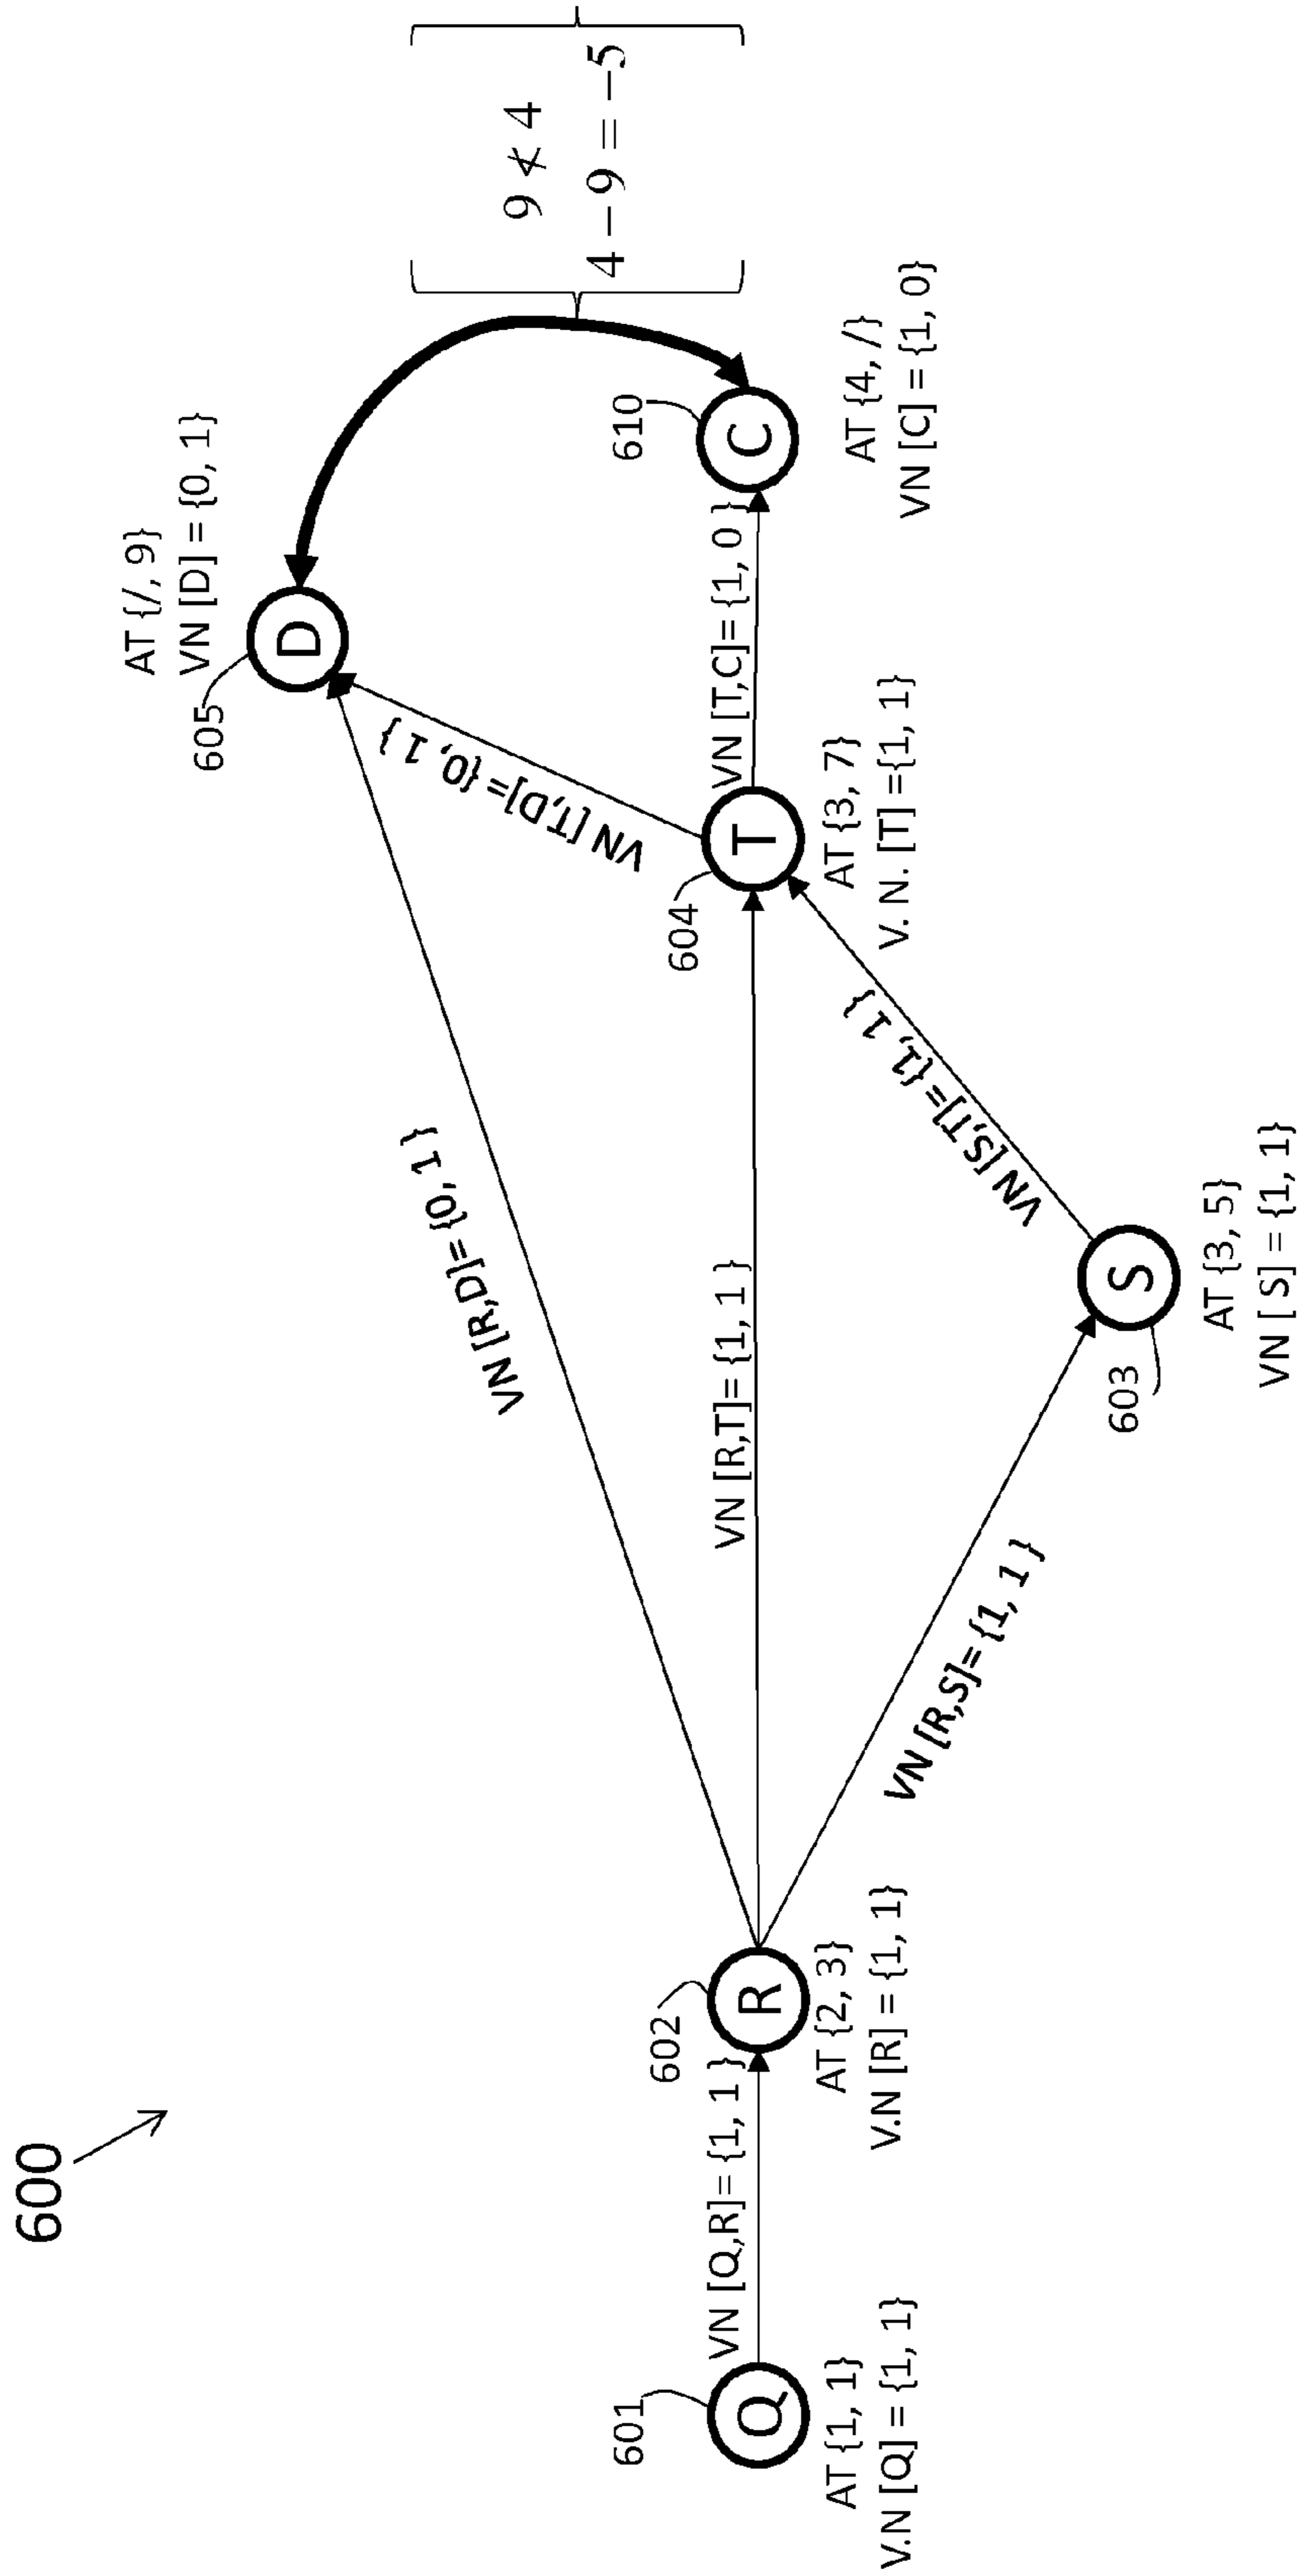 600
601
Q
AT {1, 1}
V.N [Q] = {1, 1}
VN [Q,R]= {1, 1 }
602
R
AT {2, 3}
V.N [R] = {1, 1}
VN [R,D]= {0, 1 }
VN [R,T]= {1, 1 }
VN [R,S]= {1, 1 }
603
S
AT {3, 5}
VN [ S] = {1, 1}
VN [S,T]= {1, 1 }
604
T
AT {3, 7}
V. N. [T] ={1, 1}
VN [T,D]= {0, 1 }
VN [T,C]= {1, 0 }
605
D
AT {/, 9}
VN [D] = {0, 1}
610
C
AT {4, /}
VN [C] = {1, 0}
9 ≮ 4
4 − 9 = −5